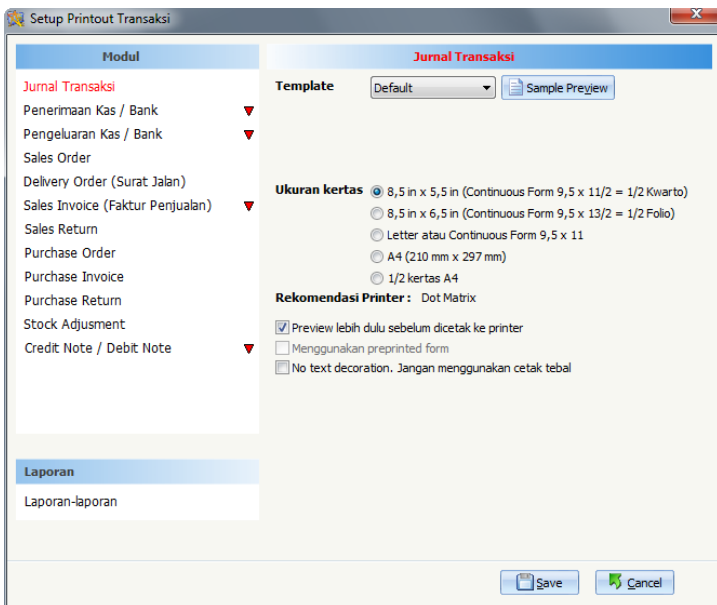 Setup Printout Transaksi
x
Modul
Jurnal Transaksi
Penerimaan Kas / Bank
Pengeluaran Kas / Bank
Sales Order
Delivery Order (Surat Jalan)
Sales Invoice (Faktur Penjualan)
Sales Return
Purchase Order
Purchase Invoice
Purchase Return
Stock Adjusment
Credit Note / Debit Note
Laporan
Laporan-laporan
Jurnal Transaksi
Template Default Sample Preview
Ukuran kertas 8,5 in x 5,5 in (Continuous Form 9,5 x 11/2 = 1/2 Kwarto)
8,5 in x 6,5 in (Continuous Form 9,5 x 13/2 = 1/2 Folio)
Letter atau Continuous Form 9,5 x 11
A4 (210 mm x 297 mm)
1/2 kertas A4
Rekomendasi Printer : Dot Matrix
Preview lebih dulu sebelum dicetak ke printer
Menggunakan preprinted form
No text decoration. Jangan menggunakan cetak tebal
Save Cancel